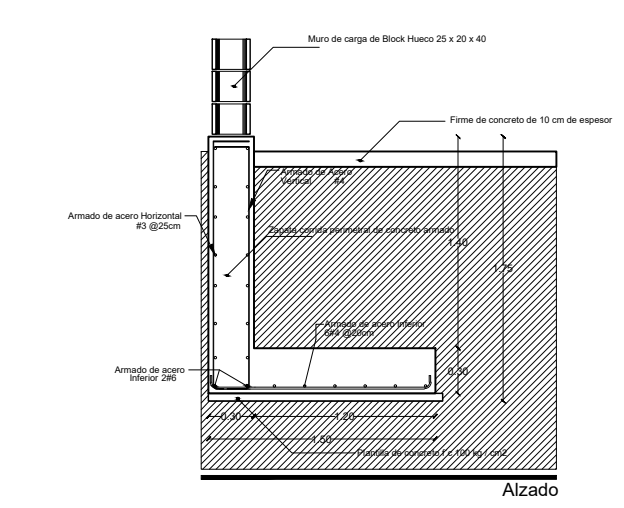 Muro de carga de Block Hueco 25 x 20 x 40
Firme de concreto de 10 cm de espesor
Armado de Acero
Vertical #4
Armado de acero Horizontal
#3 @25cm
Zapata corrida perimetral de concreto armado
1.40
1.75
Armado de acero inferior
6#4 @20cm
Armado de acero
Inferior 2#6
0.30
0.30
1.20
1.50
Plantilla de concreto f´c 100 kg / cm2
Alzado